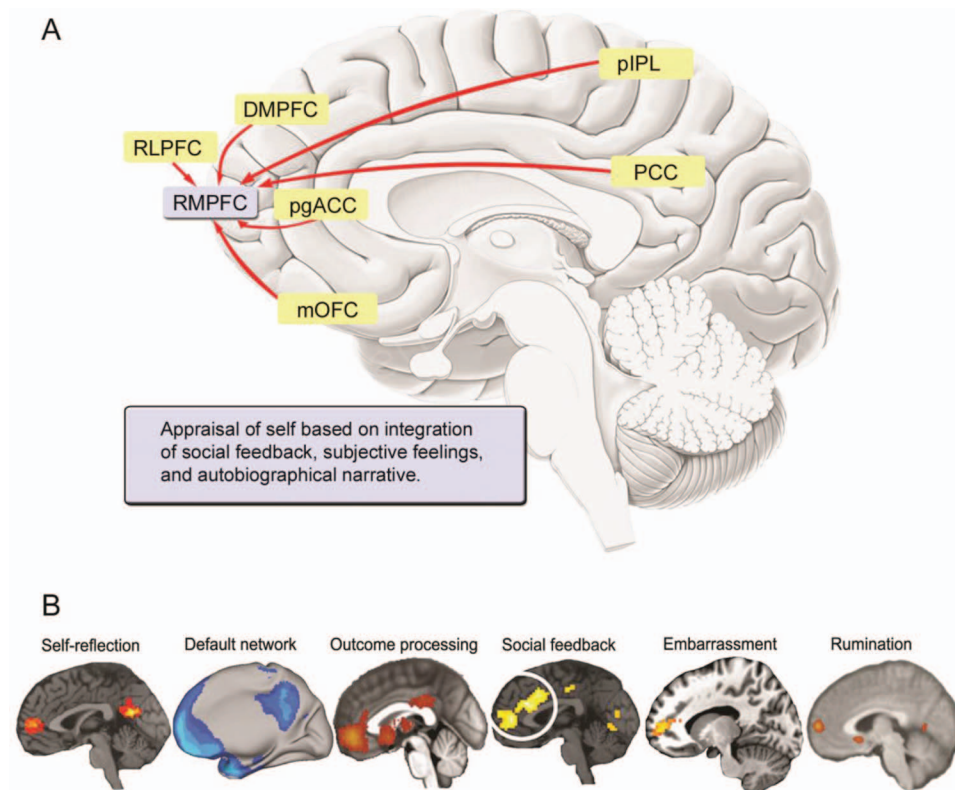 A
pIPL
DMPFC
RLPFC
PCC
RMPFC
pgACC
mOFC
Appraisal of self based on integration
of social feedback, subjective feelings,
and autobiographical narrative.
B
Self-reflection
Default network
Outcome processing
Social feedback
Embarrassment
Rumination